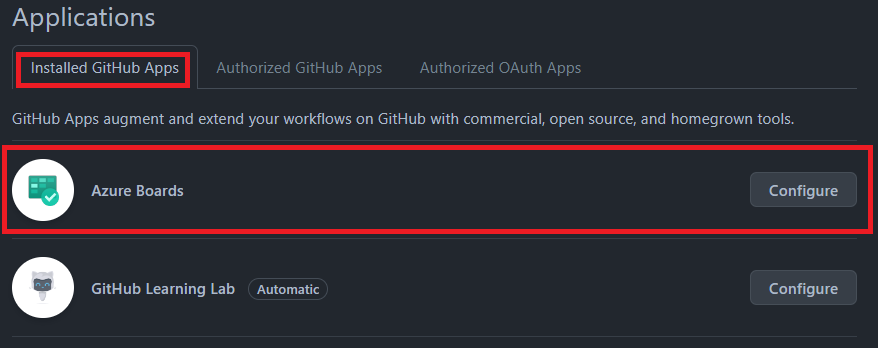 Applications
Installed GitHub Apps Authorized GitHub Apps Authorized OAuth Apps
GitHub Apps augment and extend your workflows on GitHub with commercial, open source, and homegrown tools.
Azure Boards Configure
GitHub Learning Lab Automatic Configure